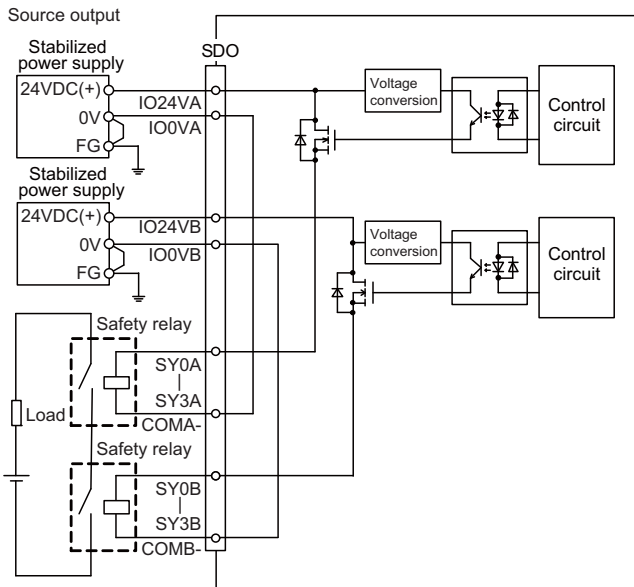 Source output
Stabilized
power supply
24VDC(+)
0V
FG
SDO
IO24VA
IO0VA
Voltage
conversion
Control
circuit
Stabilized
power supply
24VDC(+)
0V
FG
IO24VB
IO0VB
Voltage
conversion
Control
circuit
Safety relay
SY0A
SY3A
COMA-
Load
Safety relay
SY0B
SY3B
COMB-